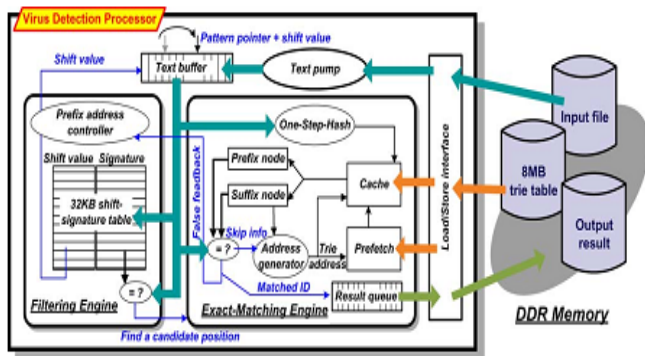 Virus Detection Processor
Pattern pointer + shift value
Shift value
Text buffer
Text pump
Input file
Prefix address
controller
One-Step-Hash
Shift value Signature
Prefix node
Cache
8MB
trie table
32KB shift-
signature table
Suffix node
False feadback
Load/Store interface
Output
result
= ?
Skip info
Address
generator
Trie
address
Prefetch
= ?
Matched ID
Result queue
Filtering Engine
Exact-Matching Engine
DDR Memory
Find a candidate position